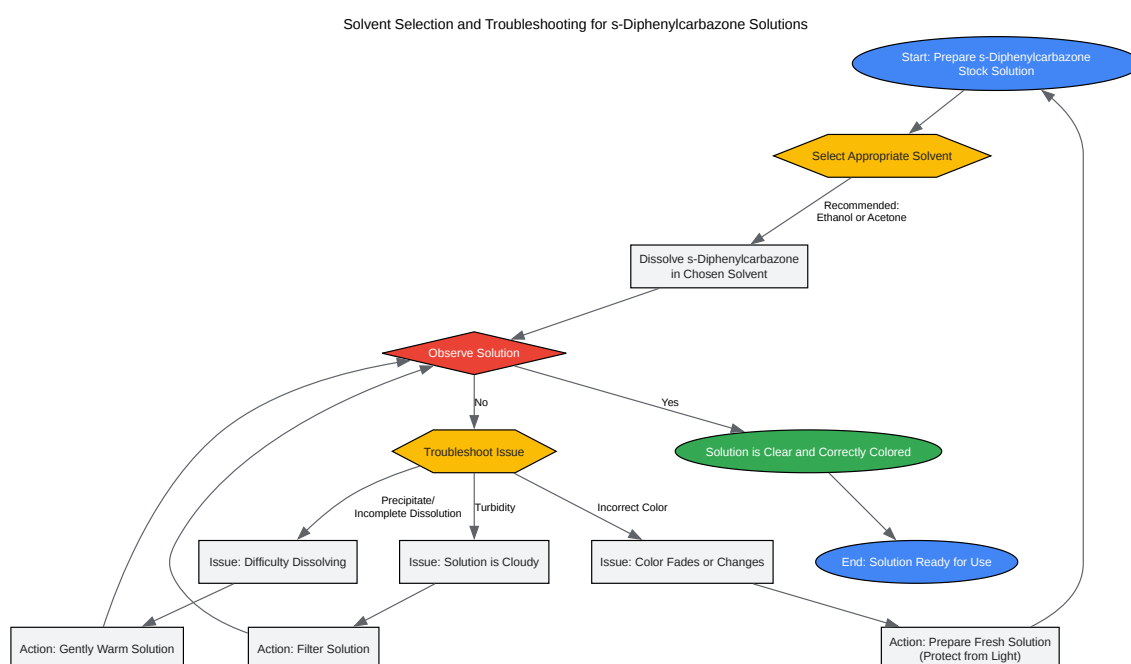 Solvent Selection and Troubleshooting for s-Diphenylcarbazone Solutions
Start: Prepare s-Diphenylcarbazone
Stock Solution
Select Appropriate Solvent
Recommended:
Ethanol or Acetone
Dissolve s-Diphenylcarbazone
in Chosen Solvent
Observe Solution
No
Yes
Troubleshoot Issue
Solution is Clear and Correctly Colored
Precipitate/
Incomplete Dissolution
Turbidity
Incorrect Color
Issue: Difficulty Dissolving
Issue: Solution is Cloudy
Issue: Color Fades or Changes
End: Solution Ready for Use
Action: Gently Warm Solution
Action: Filter Solution
Action: Prepare Fresh Solution
(Protect from Light)